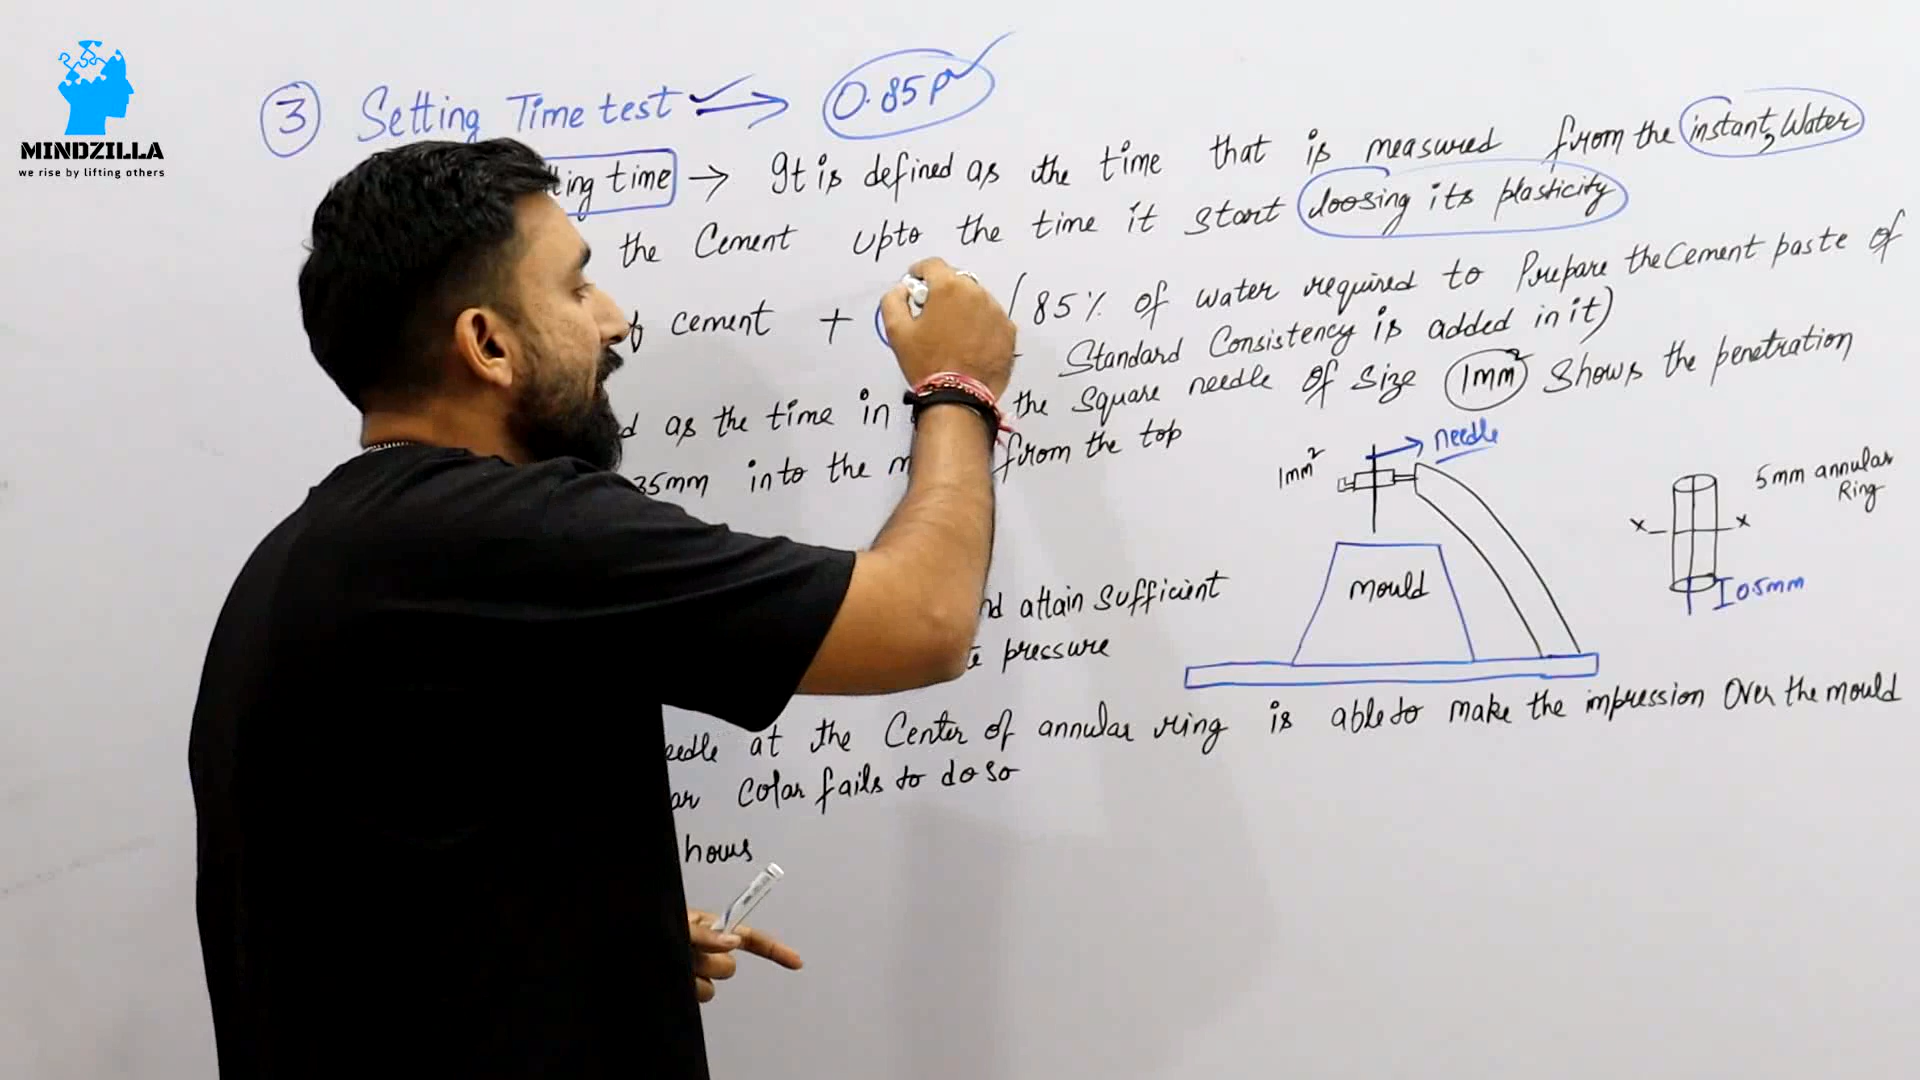 MINDZILLA
we rise by lifting others
3 Setting Time test → 0.85P
ting time → It is defined as the time that is measured from the instant, Water
the Cement upto the time it start loosing its plasticity
cement + (85% of water required to Prepare the Cement paste of
Standard Consistency is added in it)
d as the time in the square needle of size 1mm² Shows the penetration
35mm into the m from the top
1mm²
needle
mould
5mm annular
Ring
x x
0.5mm
nd attain sufficient
pressure
eedle at the Center of annular ring is able to make the impression Over the mould
ar Colar fails to do so
hours